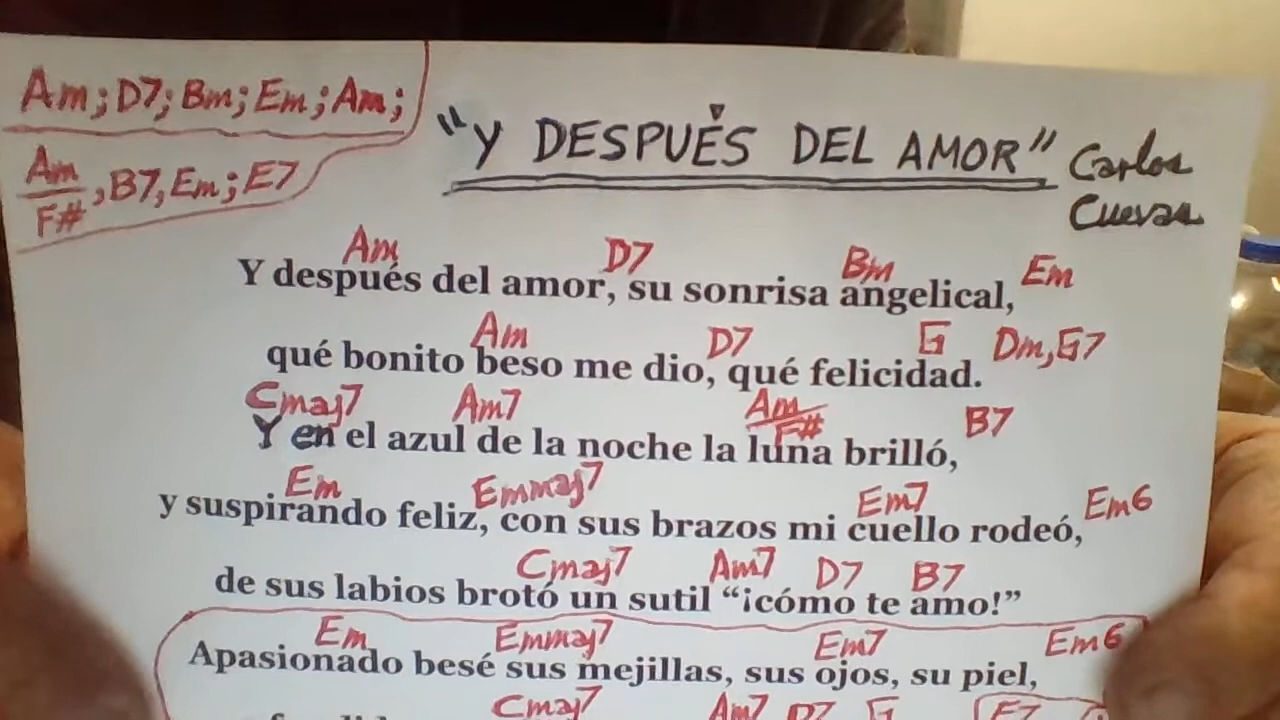 Am; D7; Bm; Em; Am;
Am/F#, B7, Em; E7
"Y DESPUÉS DEL AMOR" Carlos
Cuevas
Am D7 Bm Em
Y después del amor, su sonrisa angelical,
Am D7 G Dm, G7
qué bonito beso me dio, qué felicidad.
Cmaj7 Am7 Am/F# B7
Y en el azul de la noche la luna brilló,
Em Emmaj7 Em7 Em6
y suspirando feliz, con sus brazos mi cuello rodeó,
Cmaj7 Am7 D7 B7
de sus labios brotó un sutil “¡cómo te amo!”
Em Emmaj7 Em7 Em6
Apasionado besé sus mejillas, sus ojos, su piel,
Cmaj7 Am7 D7 G E7